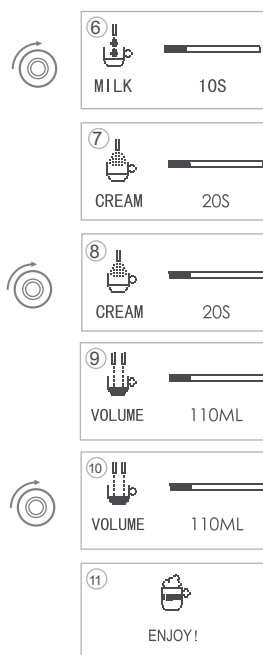 6
MILK 10S
7
CREAM 20S
8
CREAM 20S
9
VOLUME 110ML
10
VOLUME 110ML
11
ENJOY!